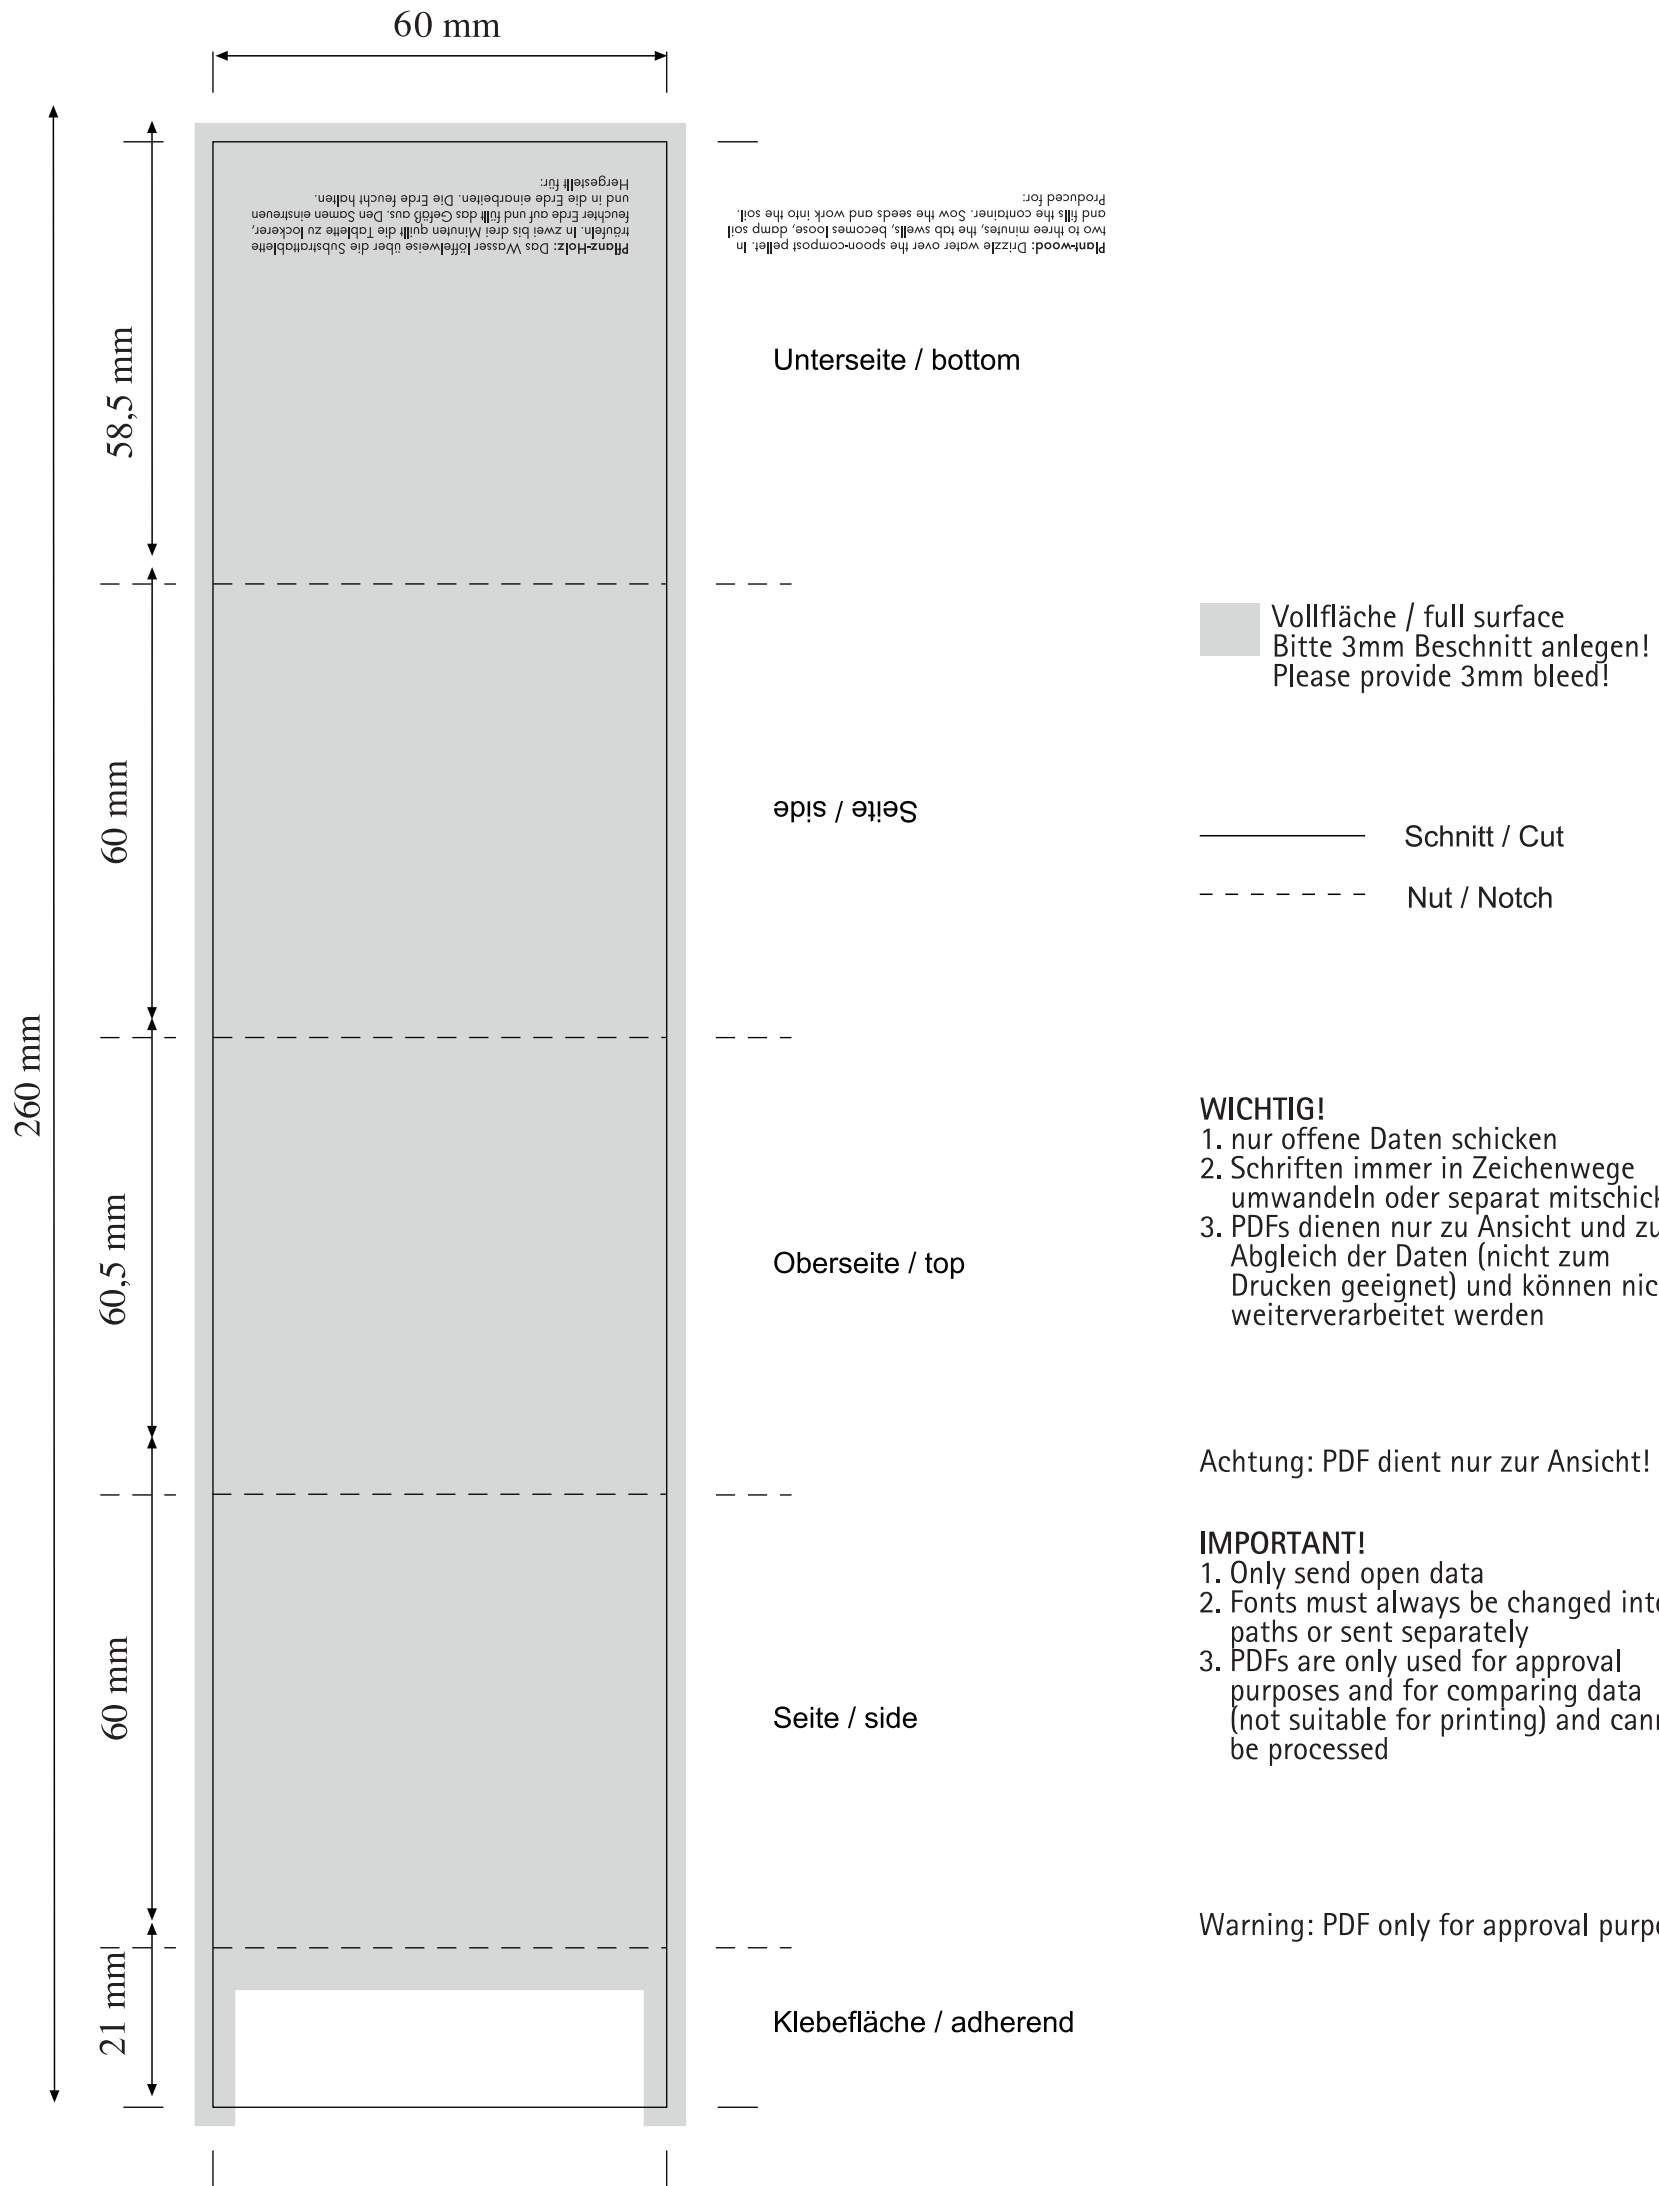 60 mm
Pflanz-Holz: Das Wasser löffelweise über die Substrattablette
träufeln. In zwei bis drei Minuten quillt die Tablette zu lockerer,
feuchter Erde auf und füllt das Gefäß aus. Den Samen einstreuen
und in die Erde einarbeiten. Die Erde feucht halten.
Hergestellt für:
Plant-wood: Drizzle water over the spoon-compost pellet. In
two to three minutes, the tab swells, becomes loose, damp soil
and fills the container. Sow the seeds and work into the soil.
Produced for:
58,5 mm
Unterseite / bottom
60 mm
Seite / side
Vollfläche / full surface
Bitte 3mm Beschnitt anlegen!
Please provide 3mm bleed!
Schnitt / Cut
Nut / Notch
260 mm
60,5 mm
Oberseite / top
WICHTIG!
1. nur offene Daten schicken
2. Schriften immer in Zeichenwege
umwandeln oder separat mitschick
3. PDFs dienen nur zu Ansicht und zu
Abgleich der Daten (nicht zum
Drucken geeignet) und können nic
weiterverarbeitet werden
Achtung: PDF dient nur zur Ansicht!
IMPORTANT!
1. Only send open data
2. Fonts must always be changed into
paths or sent separately
3. PDFs are only used for approval
purposes and for comparing data
(not suitable for printing) and cann
be processed
60 mm
Seite / side
Warning: PDF only for approval purpo
21 mm
Klebefläche / adherend